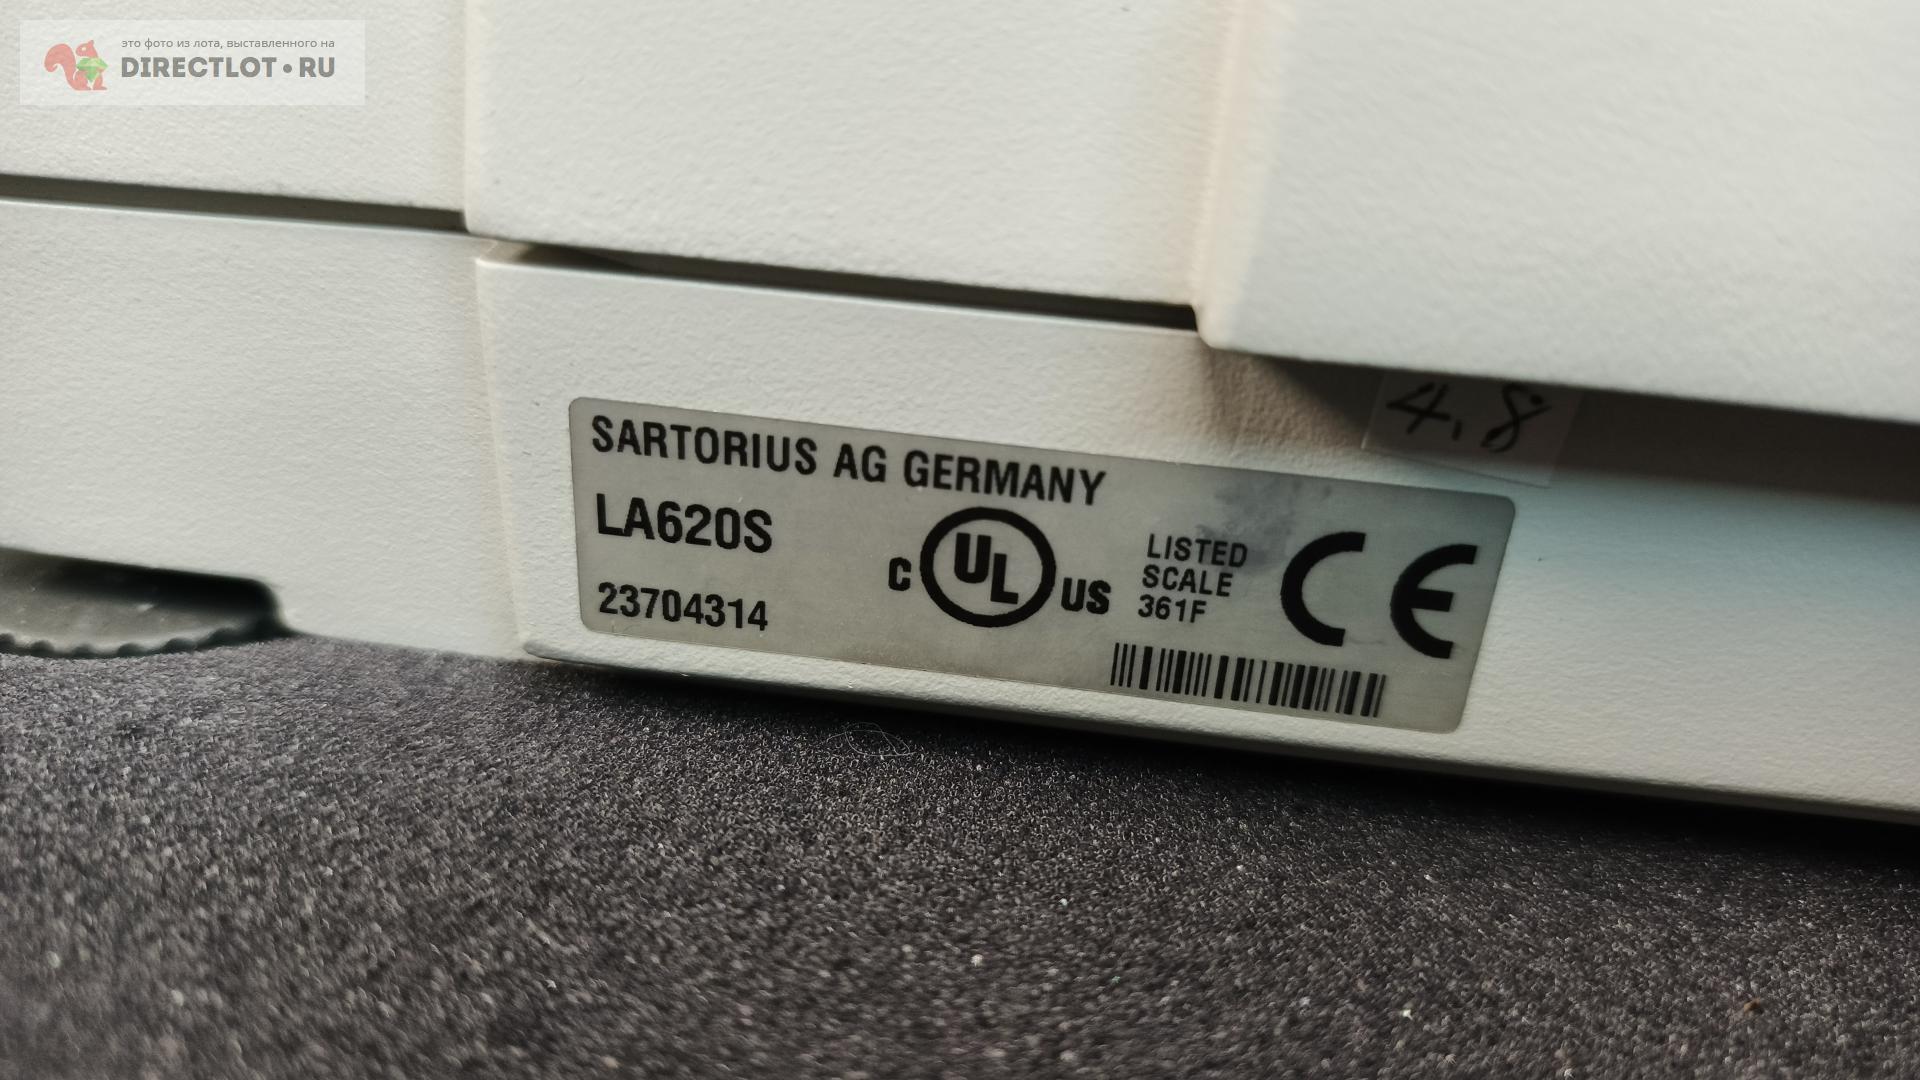 это фото из лота, выставленного на
DIRECTLOT•RU
4,8
SARTORIUS AG GERMANY
LA620S
23704314
C UL US
LISTED
SCALE
361F
CE